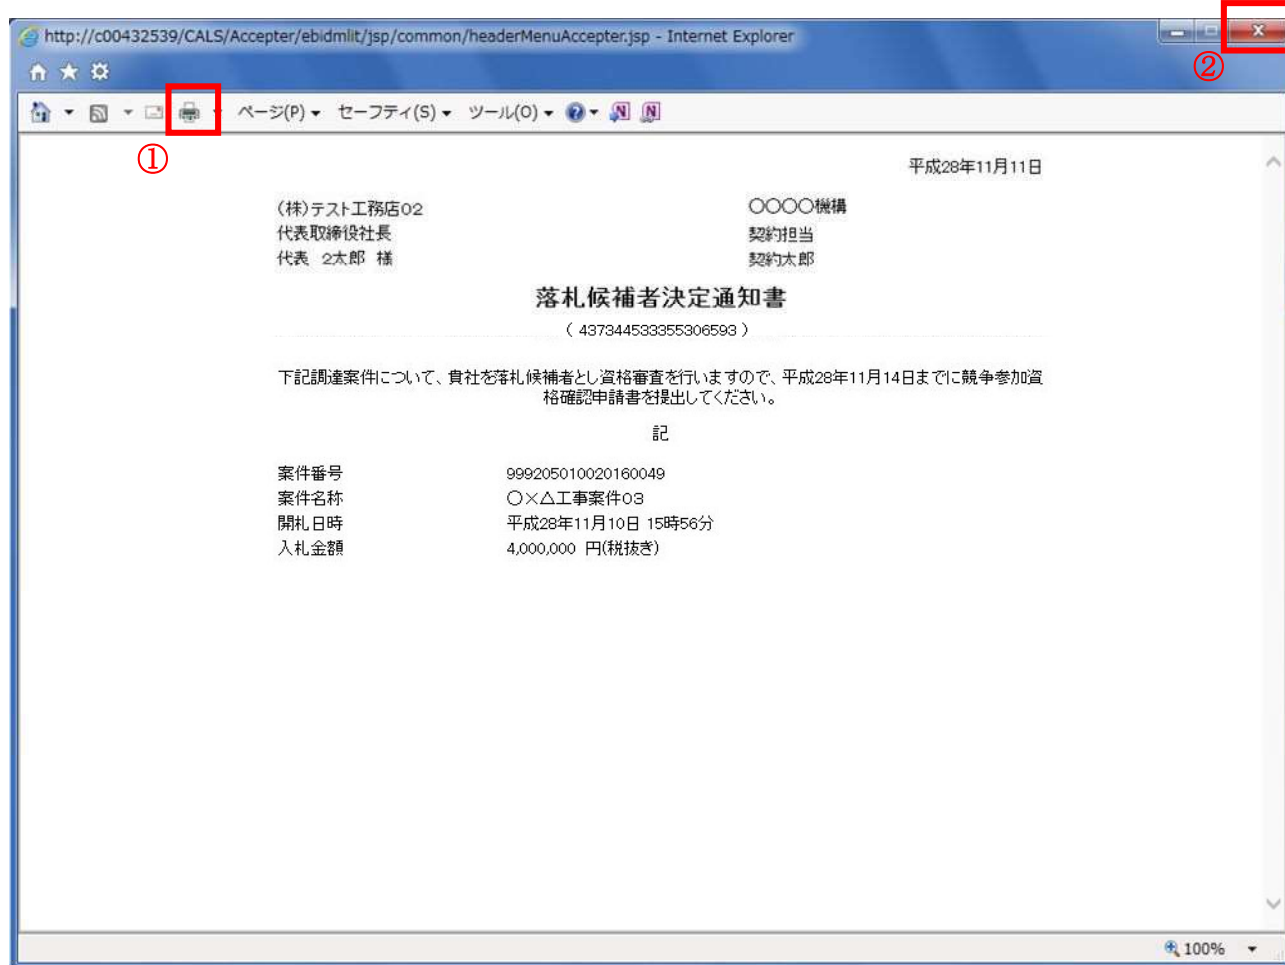 http://c00432539/CALS/Accepter/ebidmlit/jsp/common/headerMenuAccepter.jsp - Internet Explorer
②
ページ(P) セーフティ(S) ツール(O)
①
平成28年11月11日
(株)テスト工務店02
〇〇〇〇機構
代表取締役社長
契約担当
代表 2太郎 様
契約太郎
落札候補者決定通知書
( 437344533355306593 )
下記調達案件について、貴社を落札候補者とし資格審査を行いますので、平成28年11月14日までに競争参加資
格確認申請書を提出してください。
記
案件番号 999205010020160049
案件名称 〇×△工事案件03
開札日時 平成28年11月10日 15時56分
入札金額 4,000,000 円(税抜き)
100%